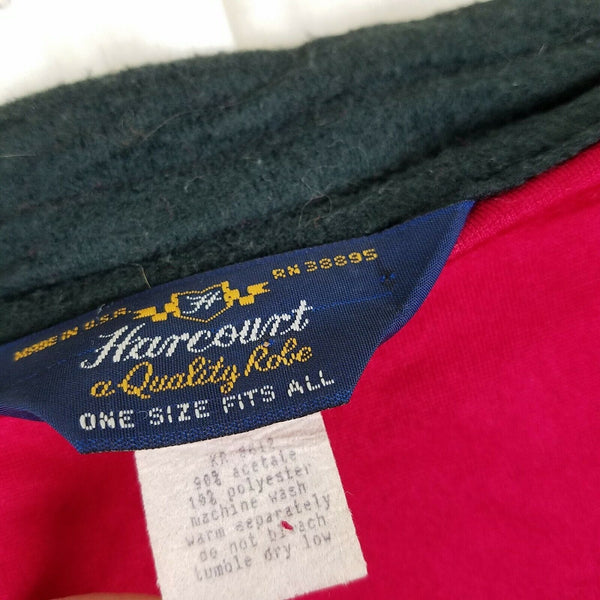 MADE IN U.S.A. RN 38895
H
Harcourt
a Quality Robe
ONE SIZE FITS ALL
90% acetate
10% polyester
machine wash
warm separately
do not bleach
tumble dry low